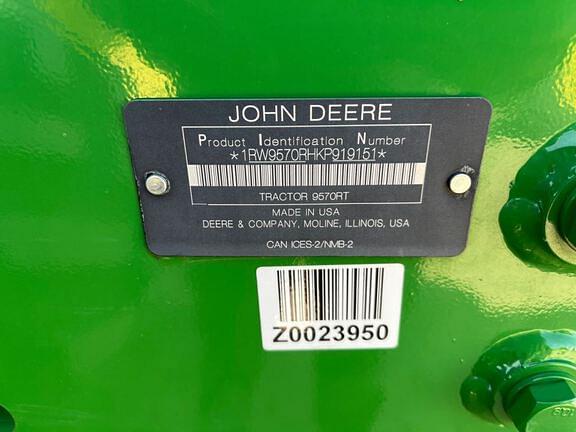 JOHN DEERE
Product Identification Number
*1RW9570RHKP919151*
TRACTOR 9570RT
MADE IN USA
DEERE & COMPANY, MOLINE, ILLINOIS, USA
CAN ICES-2/NMB-2
Z0023950